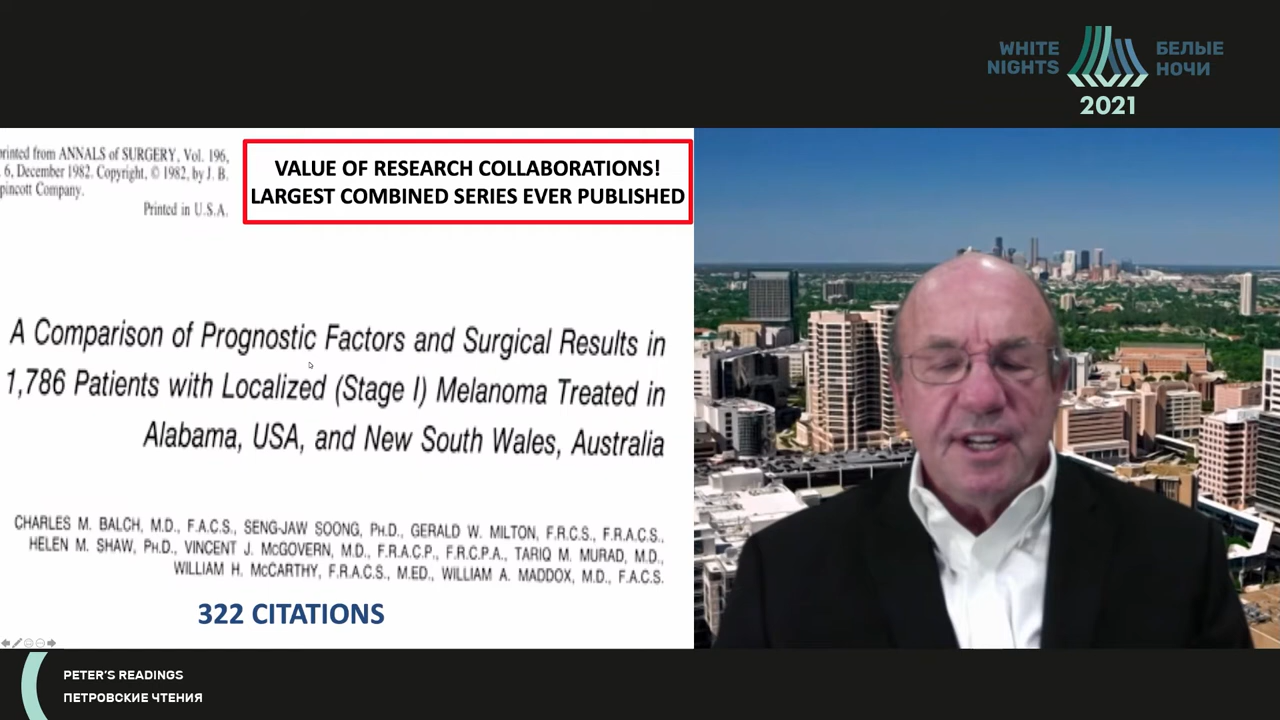 WHITE NIGHTS
БЕЛЫЕ НОЧИ
2021
printed from ANNALS of SURGERY, Vol. 196,
6, December 1982. Copyright, © 1982, by J. B.
pincott Company.
Printed in U.S.A.
VALUE OF RESEARCH COLLABORATIONS!
LARGEST COMBINED SERIES EVER PUBLISHED
A Comparison of Prognostic Factors and Surgical Results in
1,786 Patients with Localized (Stage I) Melanoma Treated in
Alabama, USA, and New South Wales, Australia
CHARLES M. BALCH, M.D., F.A.C.S., SENG-JAW SOONG, Ph.D., GERALD W. MILTON, F.R.C.S., F.R.A.C.S.,
HELEN M. SHAW, Ph.D., VINCENT J. McGOVERN, M.D., F.R.A.C.P., F.R.C.P.A., TARIQ M. MURAD, M.D.,
WILLIAM H. McCARTHY, F.R.A.C.S., M.ED., WILLIAM A. MADDOX, M.D., F.A.C.S.
322 CITATIONS
PETER'S READINGS
ПЕТРОВСКИЕ ЧТЕНИЯ